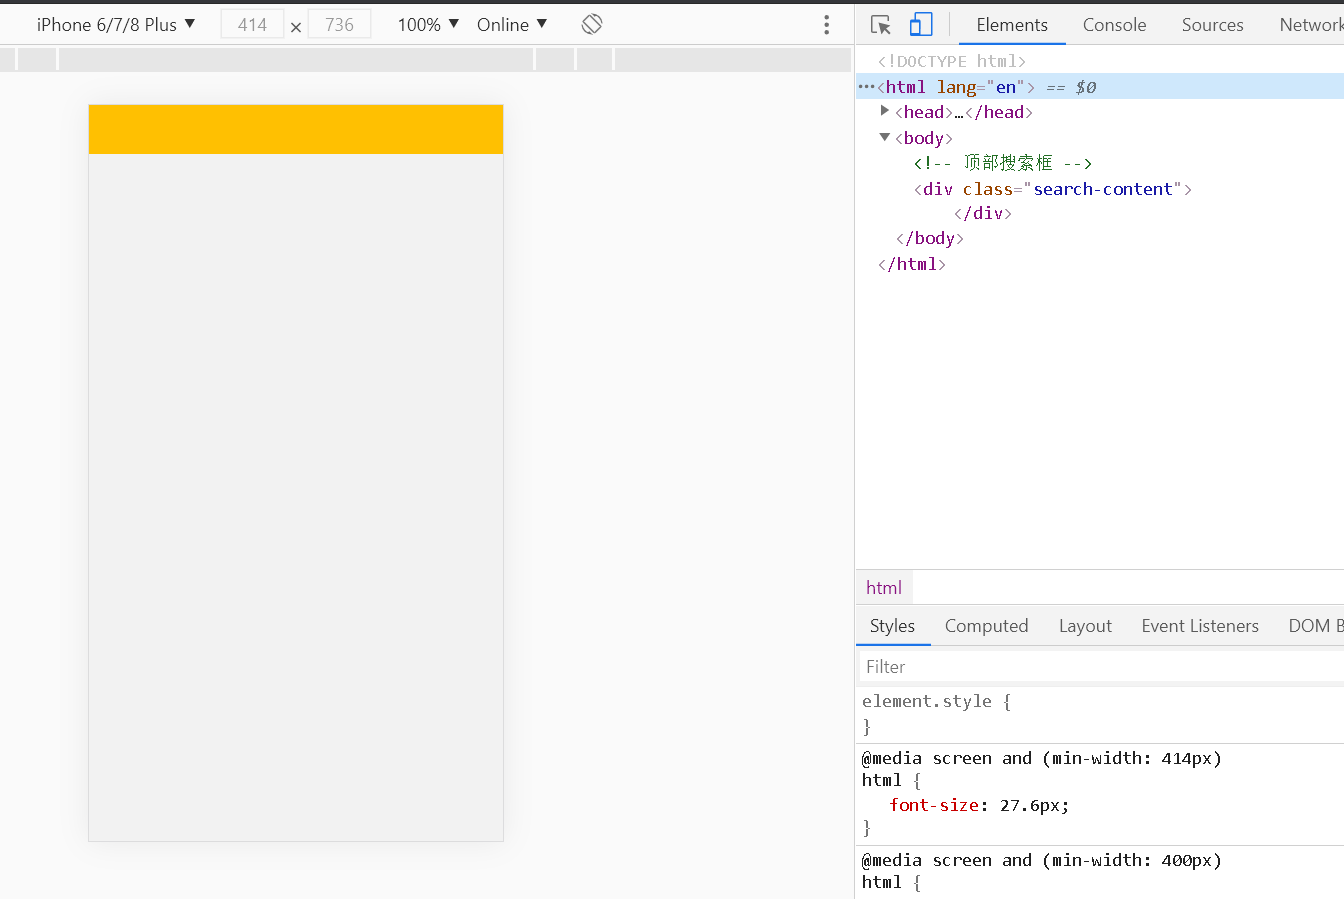 iPhone 6/7/8 Plus ▼ 414 × 736 100% ▼ Online ▼
Elements Console Sources Network
<!DOCTYPE html>
…<html lang="en"> == $0
▶<head>…</head>
▼<body>
<!-- 顶部搜索框 -->
<div class="search-content">
</div>
</body>
</html>
html
Styles Computed Layout Event Listeners DOM B
Filter
element.style {
}
@media screen and (min-width: 414px)
html {
font-size: 27.6px;
}
@media screen and (min-width: 400px)
html {